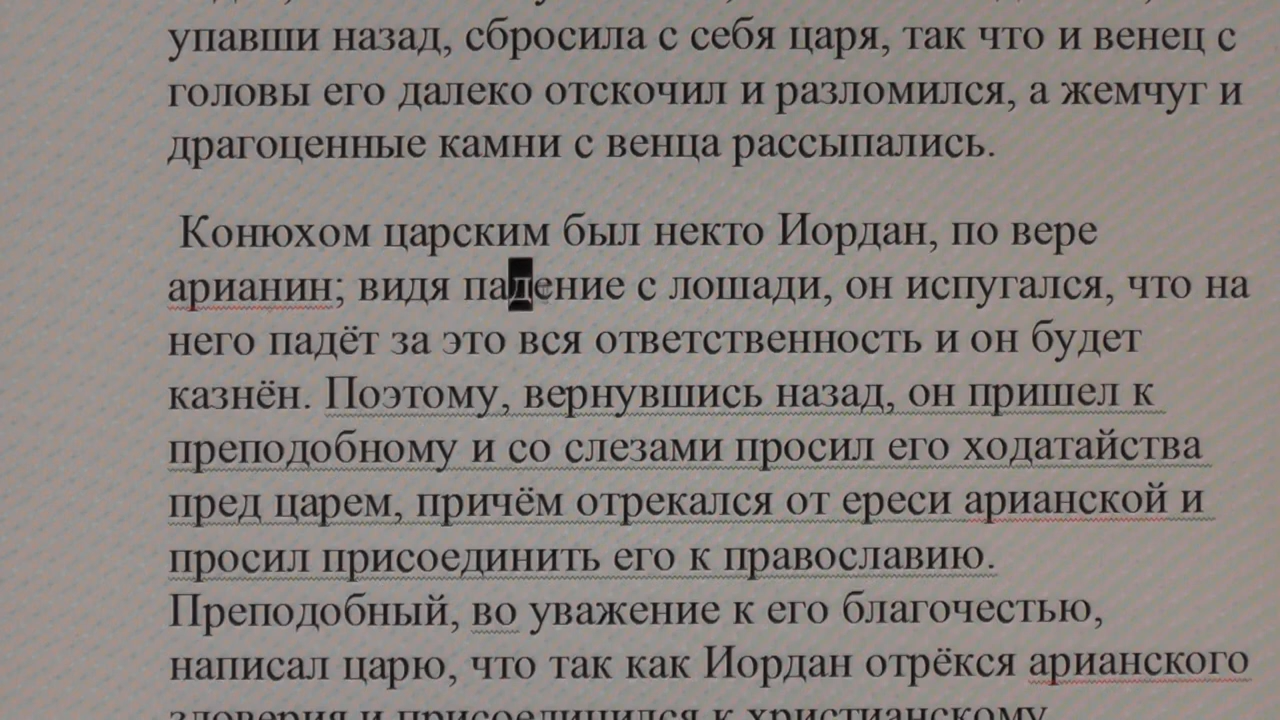 упавши назад, сбросила с себя царя, так что и венец с
головы его далеко отскочил и разломился, а жемчуг и
драгоценные камни с венца рассыпались.
Конюхом царским был некто Иордан, по вере
арианин; видя падение с лошади, он испугался, что на
него падёт за это вся ответственность и он будет
казнён. Поэтому, вернувшись назад, он пришел к
преподобному и со слезами просил его ходатайства
пред царем, причём отрекался от ереси арианской и
просил присоединить его к православию.
Преподобный, во уважение к его благочестью,
написал царю, что так как Иордан отрёкся арианского
зловерия и присоединился к христианскому